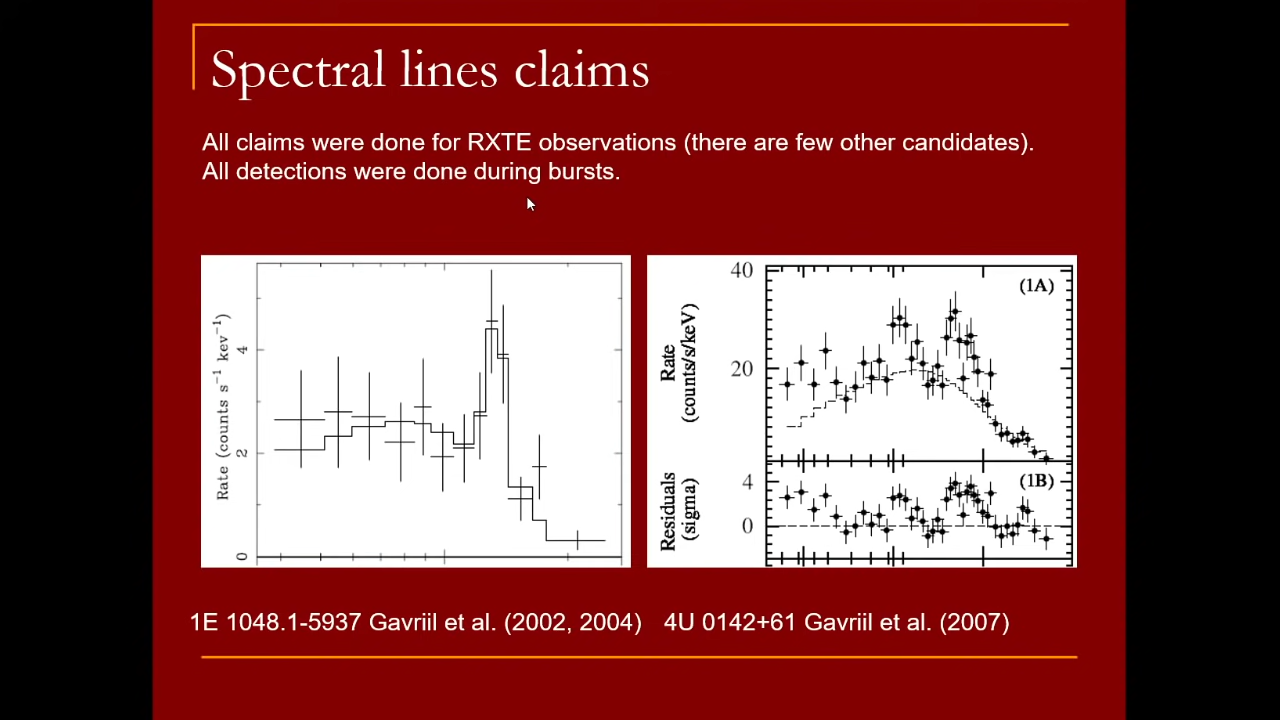 Spectral lines claims
All claims were done for RXTE observations (there are few other candidates).
All detections were done during bursts.
Rate (counts s⁻¹ kev⁻¹)
4
2
0
Rate
(counts/s/keV)
40
20
(1A)
Residuals
(sigma)
4
0
(1B)
1E 1048.1-5937 Gavriil et al. (2002, 2004)
4U 0142+61 Gavriil et al. (2007)